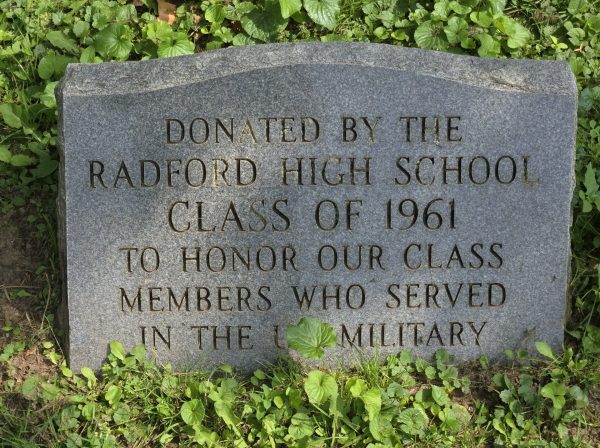 DONATED BY THE
RADFORD HIGH SCHOOL
CLASS OF 1961
TO HONOR OUR CLASS
MEMBERS WHO SERVED
IN THE MILITARY